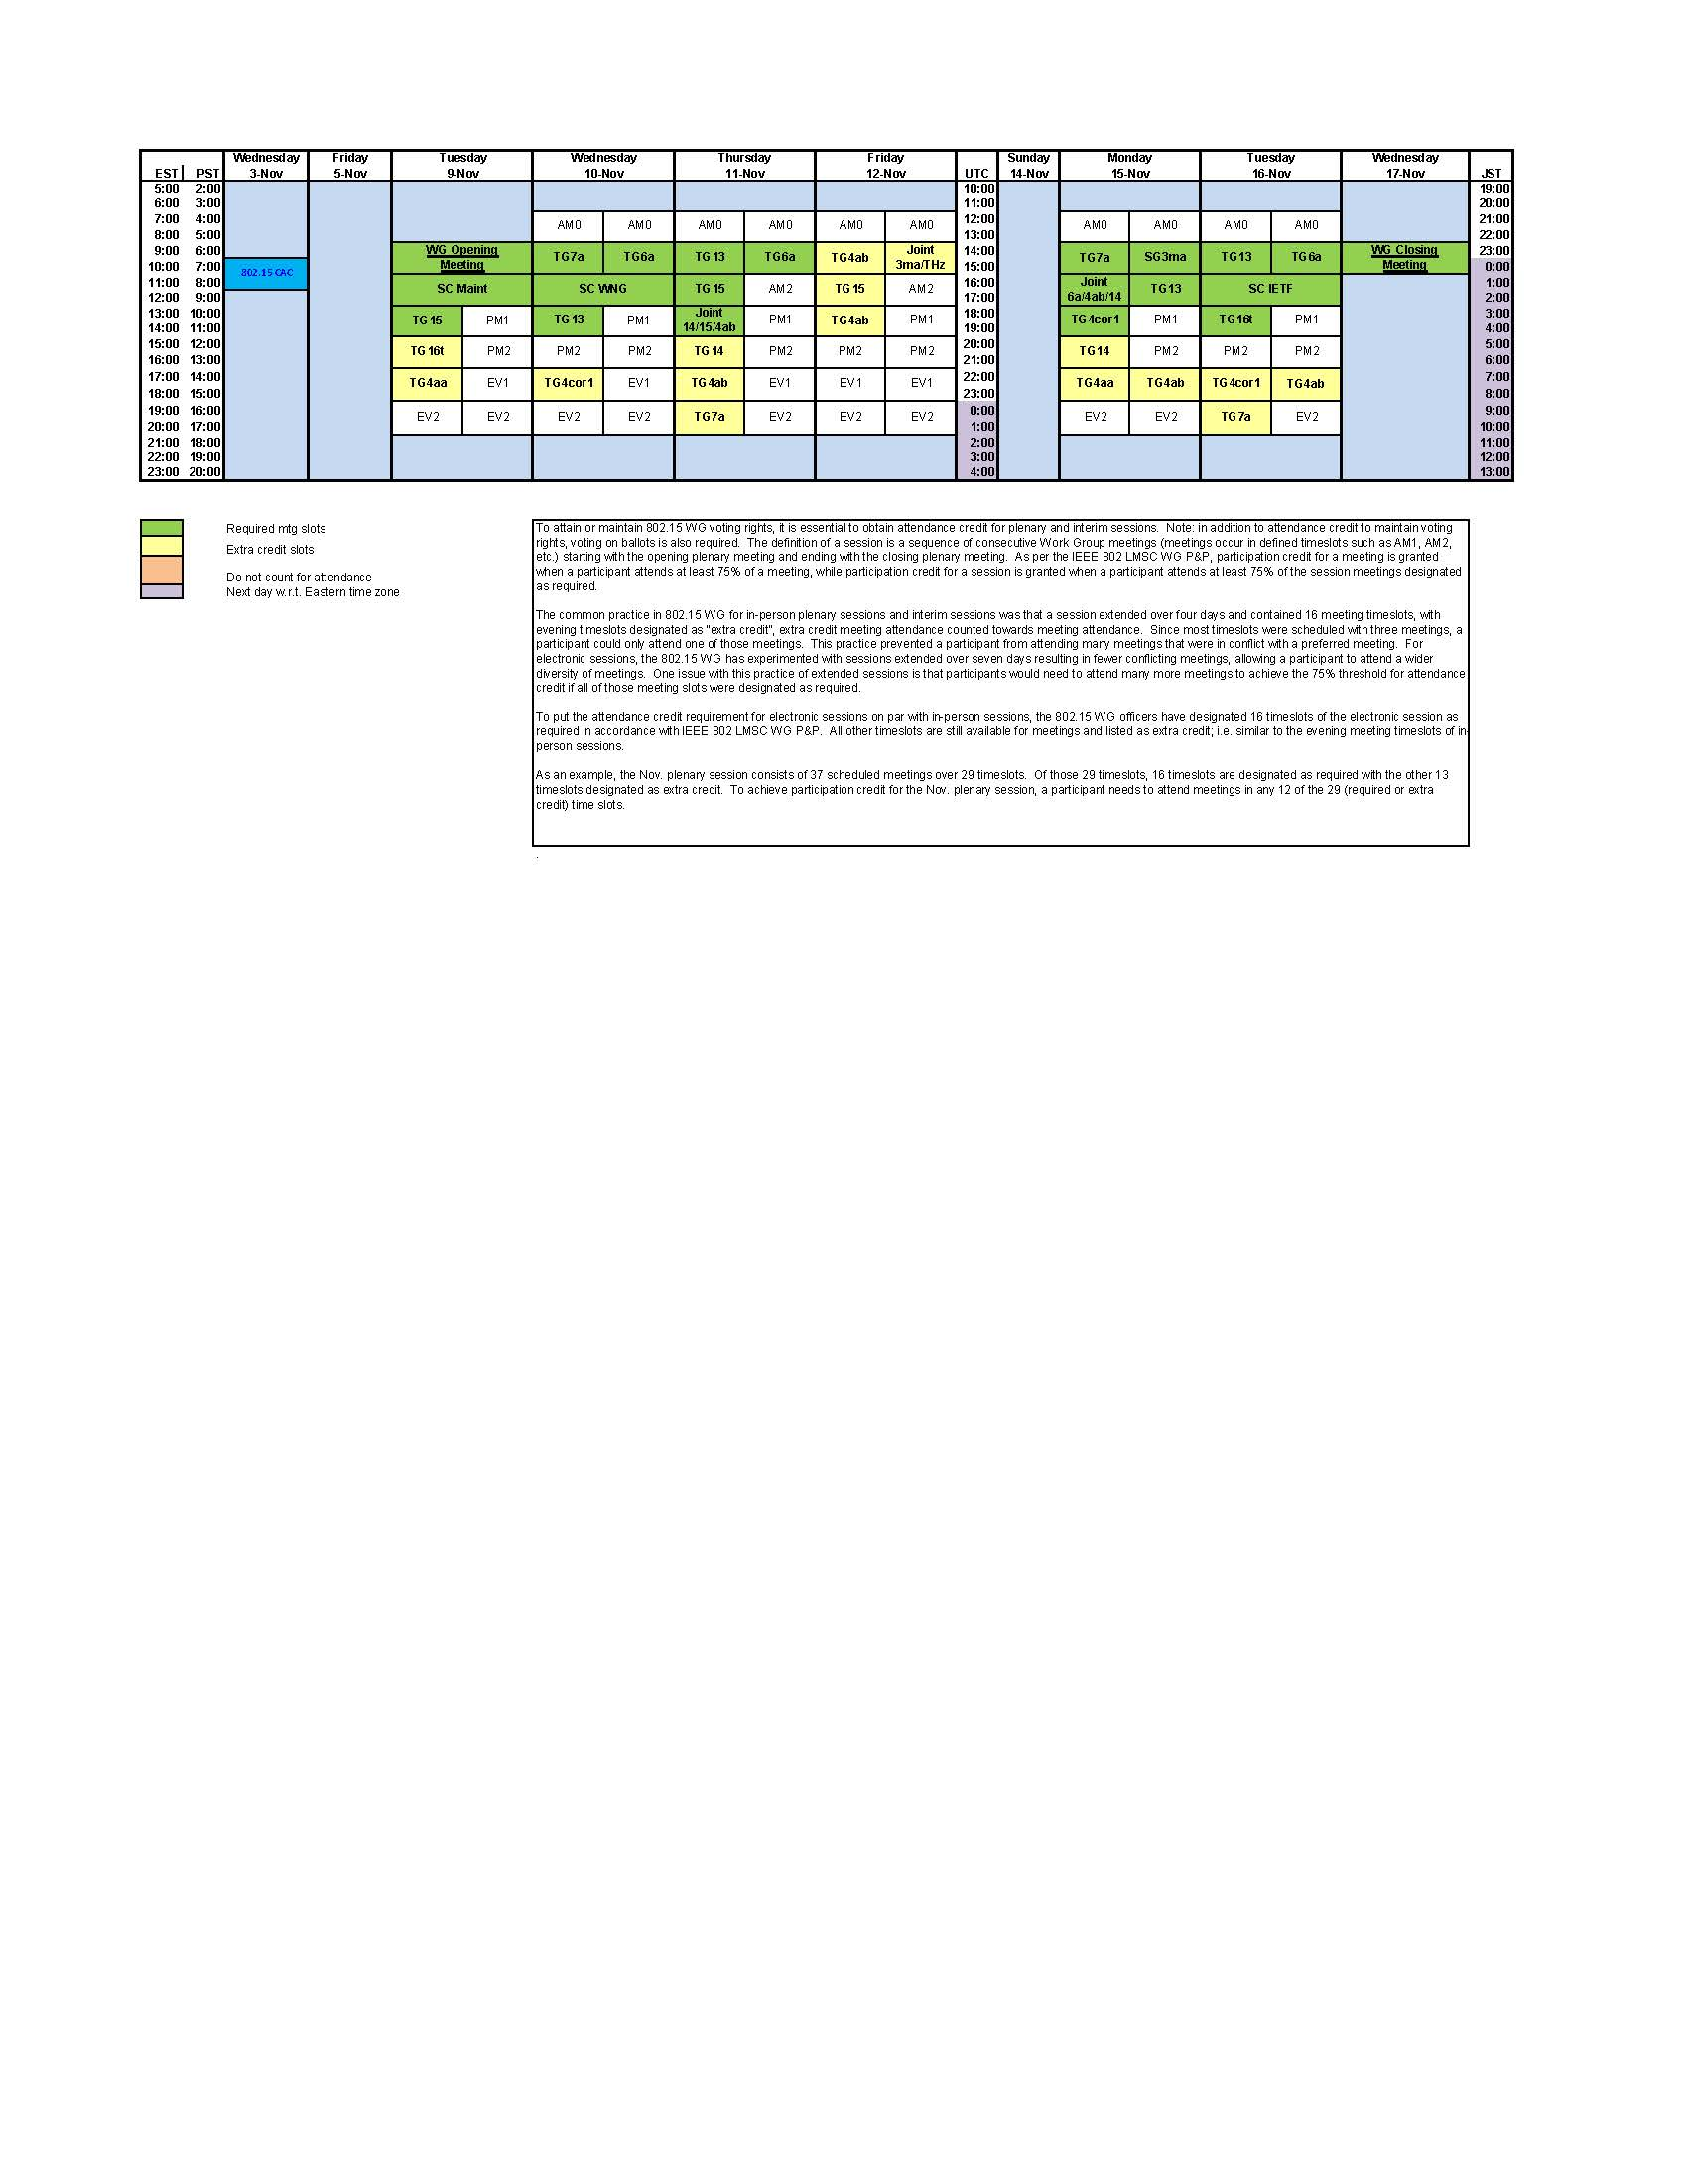 Wednesday Friday Tuesday Wednesday Thursday Friday Sunday Monday Tuesday Wednesday
EST PST 3-Nov 5-Nov 9-Nov 10-Nov 11-Nov 12-Nov UTC 14-Nov 15-Nov 16-Nov 17-Nov JST
5:00 2:00 10:00 19:00
6:00 3:00 11:00 20:00
7:00 4:00 12:00 21:00
AM0 AM0 AM0 AM0 AM0 AM0 AM0 AM0 AM0 AM0
8:00 5:00 13:00 22:00
9:00 6:00 WG Opening Joint 14:00 WG Closing 23:00
TG7a TG6a TG13 TG6a TG4ab TG7a SG3ma TG13 TG6a
10:00 7:00 Meeting 3ma/THz 15:00 Meeting 0:00
802.15 CAC
11:00 8:00 16:00 Joint 1:00
SC Maint SC WNG TG15 AM2 TG15 AM2 TG13 SC IETF
12:00 9:00 17:00 6a/4ab/14 2:00
13:00 10:00 Joint 18:00 3:00
TG15 PM1 TG13 PM1 PM1 TG4ab PM1 TG4cor1 PM1 TG16t PM1
14:00 11:00 14/15/4ab 19:00 4:00
15:00 12:00 20:00 5:00
TG16t PM2 PM2 PM2 TG14 PM2 PM2 PM2 TG14 PM2 PM2 PM2
16:00 13:00 21:00 6:00
17:00 14:00 22:00 7:00
TG4aa EV1 TG4cor1 EV1 TG4ab EV1 EV1 EV1 TG4aa TG4ab TG4cor1 TG4ab
18:00 15:00 23:00 8:00
19:00 16:00 0:00 9:00
EV2 EV2 EV2 EV2 TG7a EV2 EV2 EV2 EV2 EV2 TG7a EV2
20:00 17:00 1:00 10:00
21:00 18:00 2:00 11:00
22:00 19:00 3:00 12:00
23:00 20:00 4:00 13:00
Required mtg slots
Extra credit slots
Do not count for attendance
Next day w.r.t. Eastern time zone
To attain or maintain 802.15 WG voting rights, it is essential to obtain attendance credit for plenary and interim sessions. Note: in addition to attendance credit to maintain voting
rights, voting on ballots is also required. The definition of a session is a sequence of consecutive Work Group meetings (meetings occur in defined timeslots such as AM1, AM2,
etc.) starting with the opening plenary meeting and ending with the closing plenary meeting. As per the IEEE 802 LMSC WG P&P, participation credit for a meeting is granted
when a participant attends at least 75% of a meeting, while participation credit for a session is granted when a participant attends at least 75% of the session meetings designated
as required.
The common practice in 802.15 WG for in-person plenary sessions and interim sessions was that a session extended over four days and contained 16 meeting timeslots, with
evening timeslots designated as "extra credit", extra credit meeting attendance counted towards meeting attendance. Since most timeslots were scheduled with three meetings, a
participant could only attend one of those meetings. This practice prevented a participant from attending many meetings that were in conflict with a preferred meeting. For
electronic sessions, the 802.15 WG has experimented with sessions extended over seven days resulting in fewer conflicting meetings, allowing a participant to attend a wider
diversity of meetings. One issue with this practice of extended sessions is that participants would need to attend many more meetings to achieve the 75% threshold for attendance
credit if all of those meeting slots were designated as required.
To put the attendance credit requirement for electronic sessions on par with in-person sessions, the 802.15 WG officers have designated 16 timeslots of the electronic session as
required in accordance with IEEE 802 LMSC WG P&P. All other timeslots are still available for meetings and listed as extra credit; i.e. similar to the evening meeting timeslots of in-
person sessions.
As an example, the Nov. plenary session consists of 37 scheduled meetings over 29 timeslots. Of those 29 timeslots, 16 timeslots are designated as required with the other 13
timeslots designated as extra credit. To achieve participation credit for the Nov. plenary session, a participant needs to attend meetings in any 12 of the 29 (required or extra
credit) time slots.
.